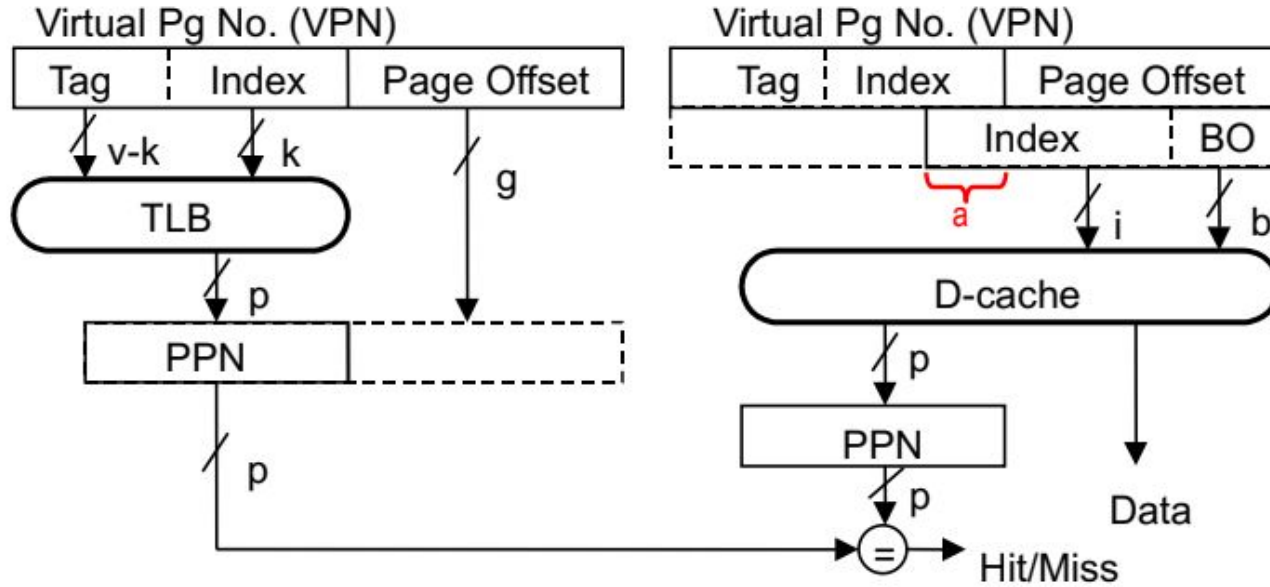 Virtual Pg No. (VPN)
Tag Index Page Offset
v-k k g
TLB
p
PPN
p
Virtual Pg No. (VPN)
Tag Index Page Offset
Index BO
a i b
D-cache
p
PPN
p
Data
=
Hit/Miss